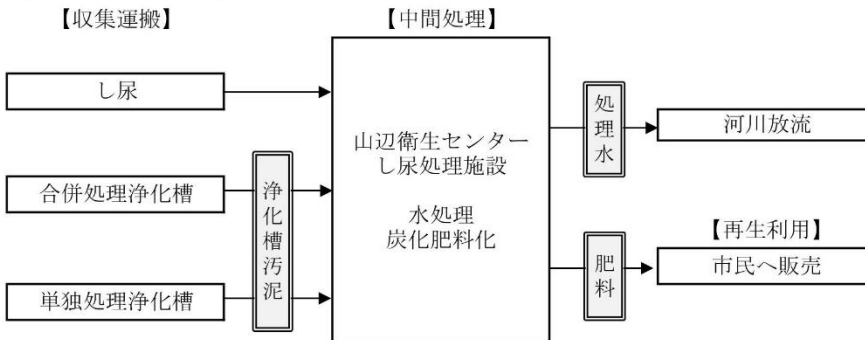 【収集運搬】
【中間処理】
し尿
合併処理浄化槽
単独処理浄化槽
浄化槽汚泥
山辺衛生センター
し尿処理施設
水処理
炭化肥料化
処理水
河川放流
肥料
【再生利用】
市民へ販売